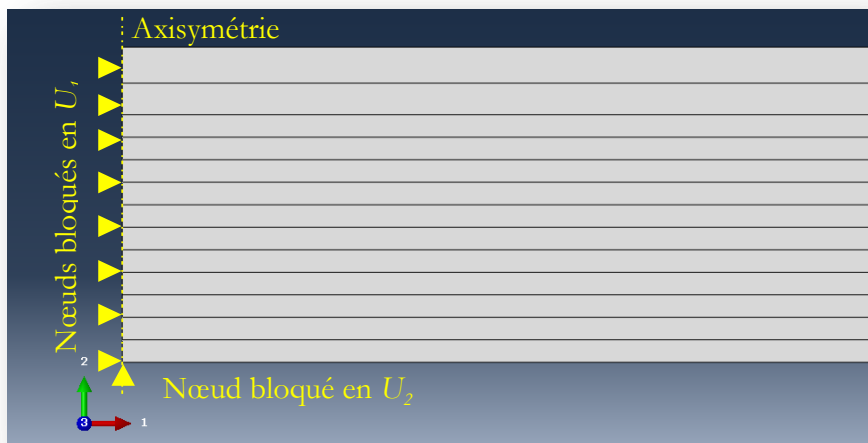 Axisymétrie
Nœuds bloqués en U₁
2
3
1
Nœud bloqué en U₂